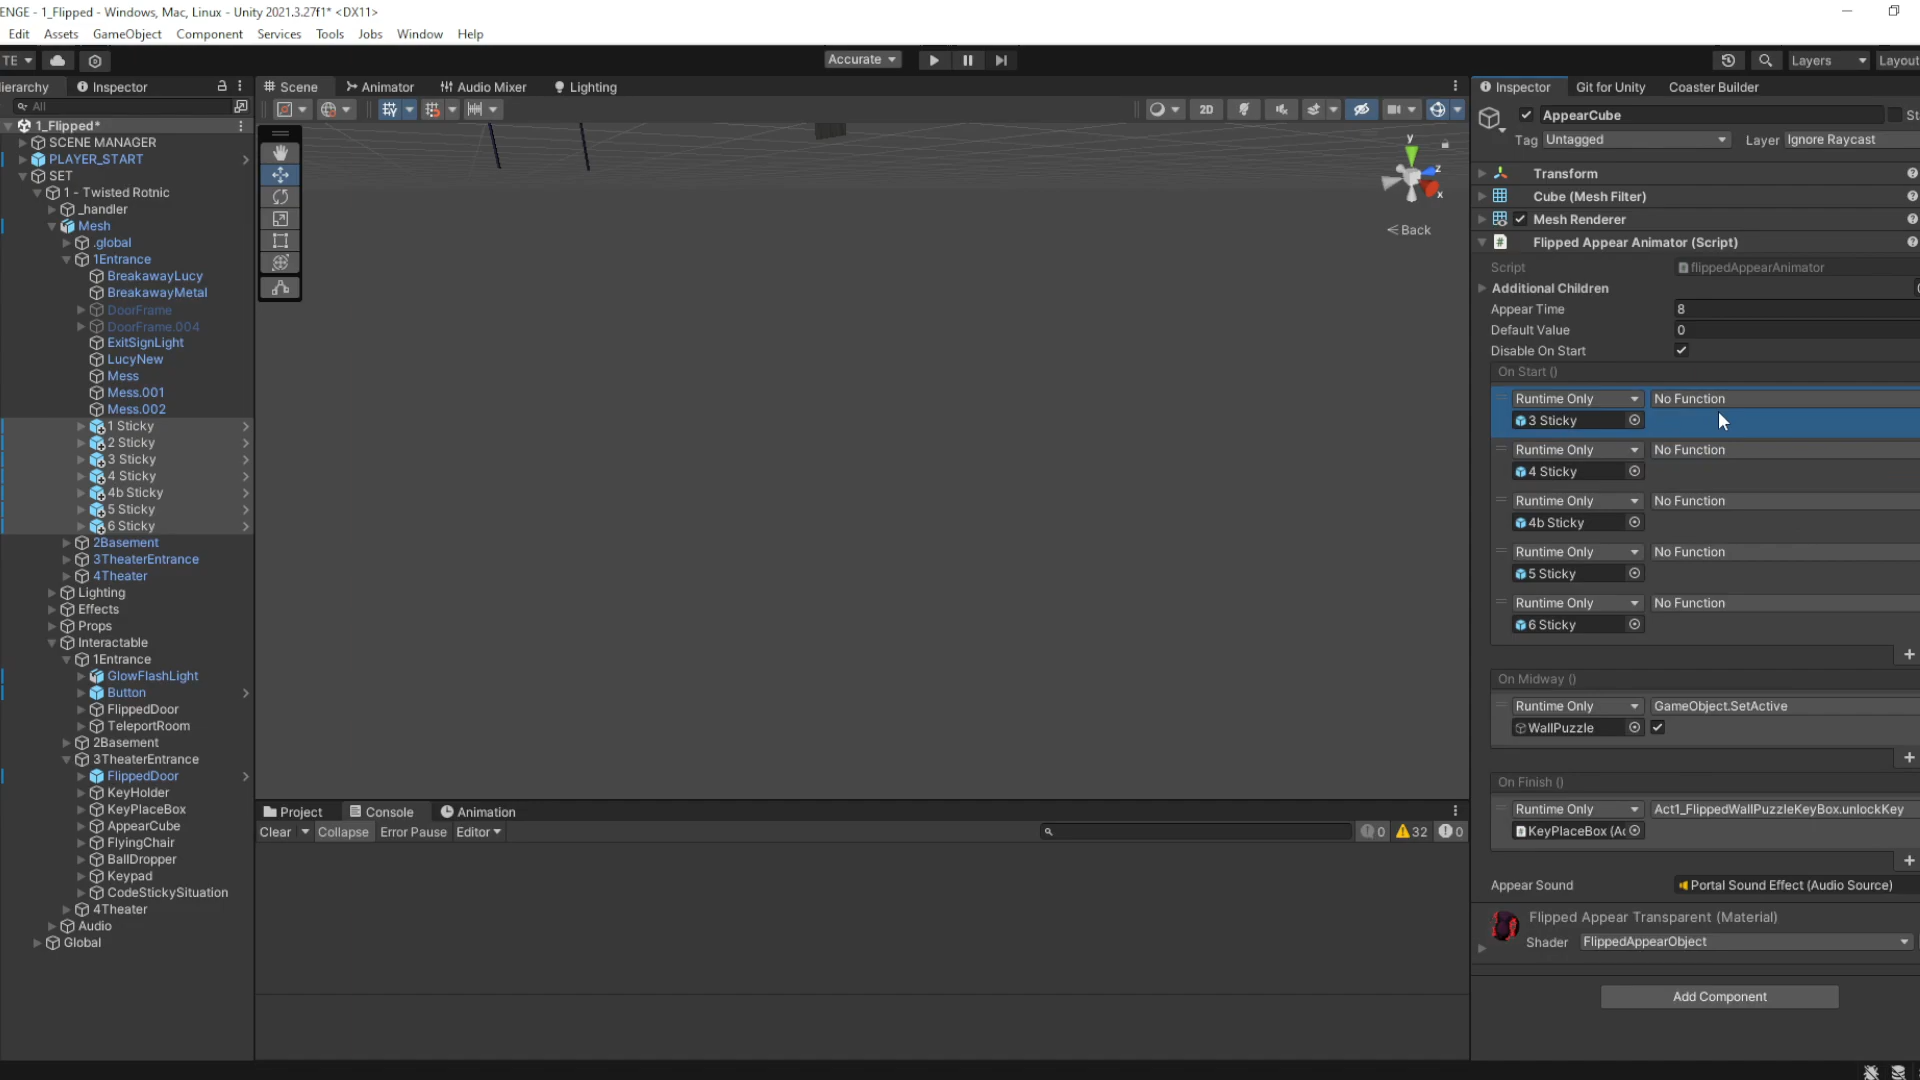 ENGE - 1_Flipped - Windows, Mac, Linux - Unity 2021.3.27f1* <DX11>
Edit Assets GameObject Component Services Tools Jobs Window Help
TE Accurate Layers Layout
ierarchy Inspector
All
1_Flipped*
SCENE MANAGER
PLAYER_START
SET
1 - Twisted Rotnic
_handler
Mesh
.global
1Entrance
BreakawayLucy
BreakawayMetal
DoorFrame
DoorFrame.004
ExitSignLight
LucyNew
Mess
Mess.001
Mess.002
1 Sticky
2 Sticky
3 Sticky
4 Sticky
4b Sticky
5 Sticky
6 Sticky
2Basement
3TheaterEntrance
4Theater
Lighting
Effects
Props
Interactable
1Entrance
GlowFlashLight
Button
FlippedDoor
TeleportRoom
2Basement
3TheaterEntrance
FlippedDoor
KeyHolder
KeyPlaceBox
AppearCube
FlyingChair
BallDropper
Keypad
CodeStickySituation
4Theater
Audio
Global
Scene Animator Audio Mixer Lighting
2D
y
z
x
Back
Project Console Animation
Clear Collapse Error Pause Editor 0 32 0
Inspector Git for Unity Coaster Builder
AppearCube St
Tag Untagged Layer Ignore Raycast
Transform
Cube (Mesh Filter)
Mesh Renderer
Flipped Appear Animator (Script)
Script flippedAppearAnimator
Additional Children
Appear Time 8
Default Value 0
Disable On Start
On Start ()
Runtime Only No Function
3 Sticky
Runtime Only No Function
4 Sticky
Runtime Only No Function
4b Sticky
Runtime Only No Function
5 Sticky
Runtime Only No Function
6 Sticky
On Midway ()
Runtime Only GameObject.SetActive
WallPuzzle
On Finish ()
Runtime Only Act1_FlippedWallPuzzleKeyBox.unlockKey
KeyPlaceBox (Ac
Appear Sound Portal Sound Effect (Audio Source)
Flipped Appear Transparent (Material)
Shader FlippedAppearObject
Add Component